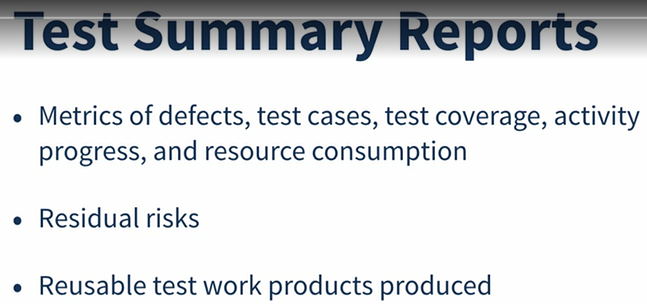 Test Summary Reports
• Metrics of defects, test cases, test coverage, activity
progress, and resource consumption
• Residual risks
• Reusable test work products produced